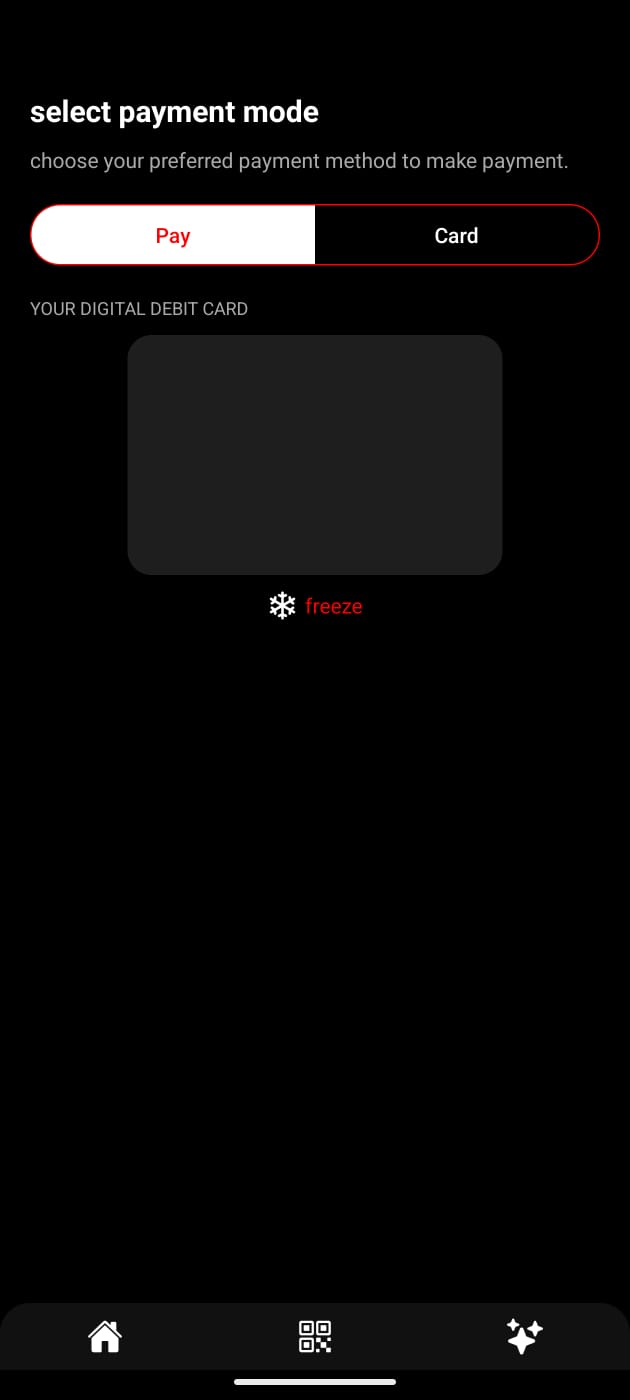 select payment mode
choose your preferred payment method to make payment.
Pay
Card
YOUR DIGITAL DEBIT CARD
freeze